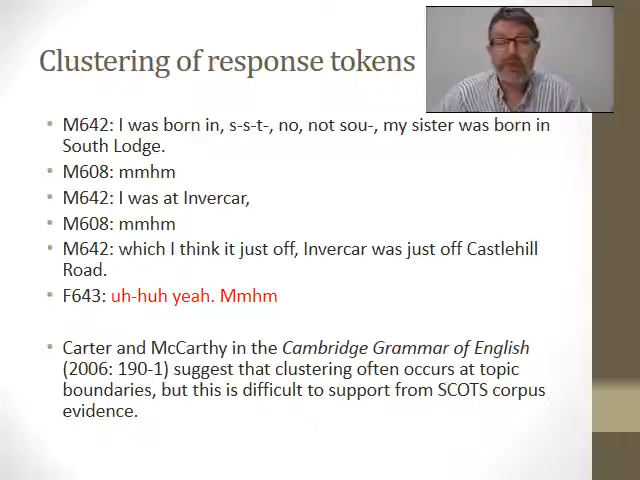 Clustering of response tokens
M642: I was born in, s-s-t-, no, not sou-, my sister was born in
South Lodge.
M608: mmhm
M642: I was at Invercar,
M608: mmhm
M642: which I think it just off, Invercar was just off Castlehill
Road.
F643: uh-huh yeah. Mmhm
Carter and McCarthy in the Cambridge Grammar of English
(2006: 190-1) suggest that clustering often occurs at topic
boundaries, but this is difficult to support from SCOTS corpus
evidence.